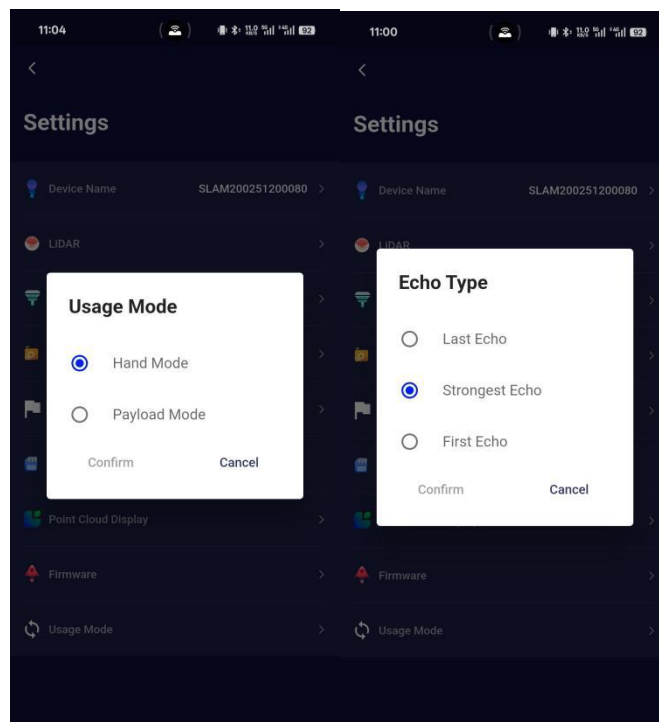 11:04
92
Settings
Device Name
SLAM200251200080
LIDAR
Usage Mode
Hand Mode
Payload Mode
Confirm
Cancel
Point Cloud Display
Firmware
Usage Mode
11:00
92
Settings
Device Name
SLAM200251200080
LIDAR
Echo Type
Last Echo
Strongest Echo
First Echo
Confirm
Cancel
Firmware
Usage Mode